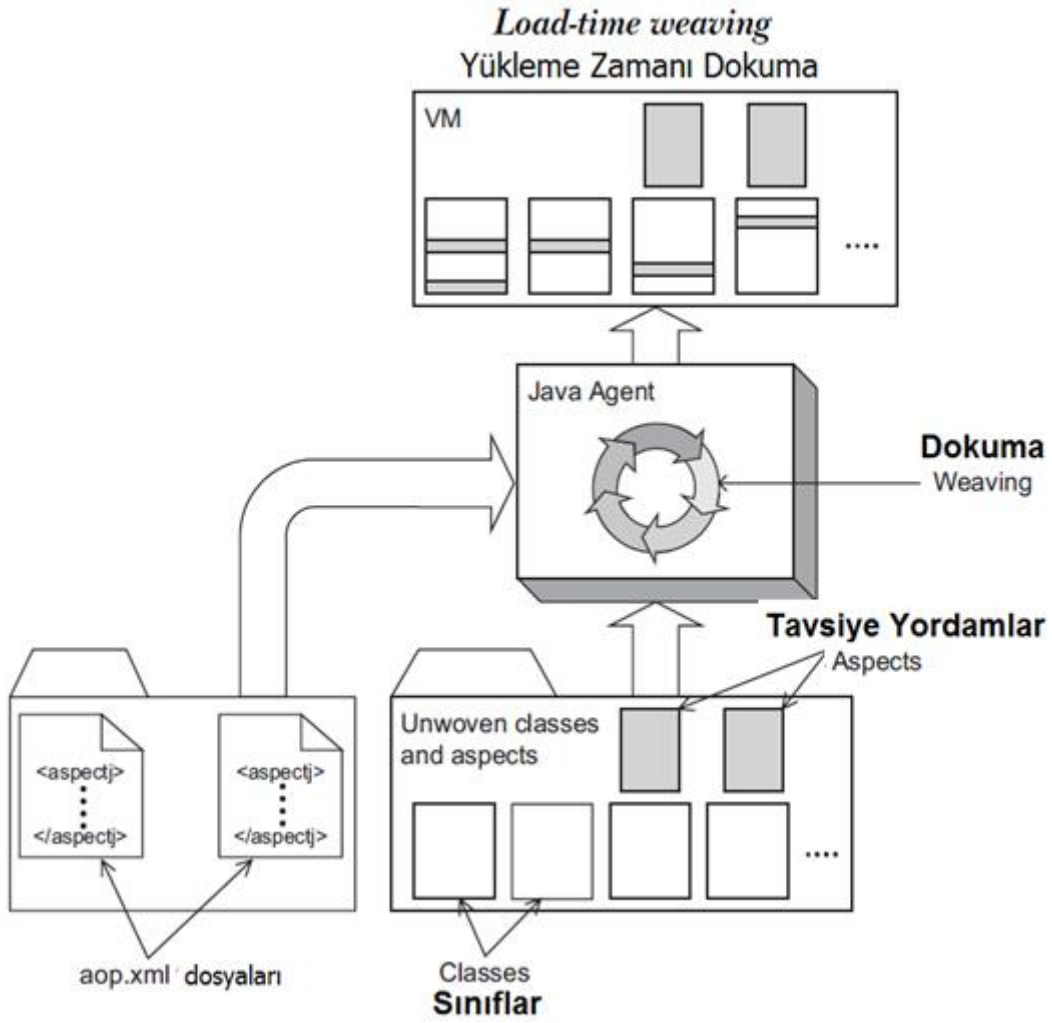 Load-time weaving
Yükleme Zamanı Dokuma
VM
....
Java Agent
Dokuma
Weaving
Tavsiye Yordamlar
Aspects
Unwoven classes
and aspects
<aspectj>
</aspectj>
<aspectj>
</aspectj>
....
aop.xml dosyaları
Classes
Sınıflar